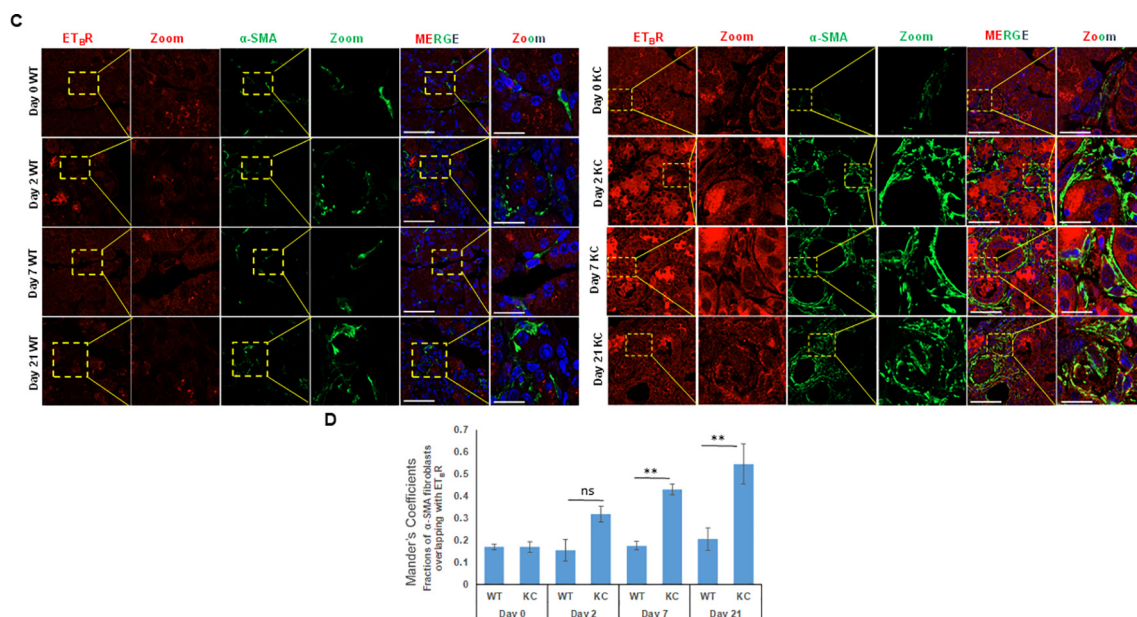 C
ET_BR Zoom α-SMA Zoom MERGE Zoom
Day 0 WT
Day 2 WT
Day 7 WT
Day 21 WT
ET_BR Zoom α-SMA Zoom MERGE Zoom
Day 0 KC
Day 2 KC
Day 7 KC
Day 21 KC
D
Mander's Coefficients
Fractions of α-SMA fibroblasts
overlapping with ET_BR
0.7
0.6
0.5
0.4
0.3
0.2
0.1
0
ns
**
**
WT KC WT KC WT KC WT KC
Day 0 Day 2 Day 7 Day 21